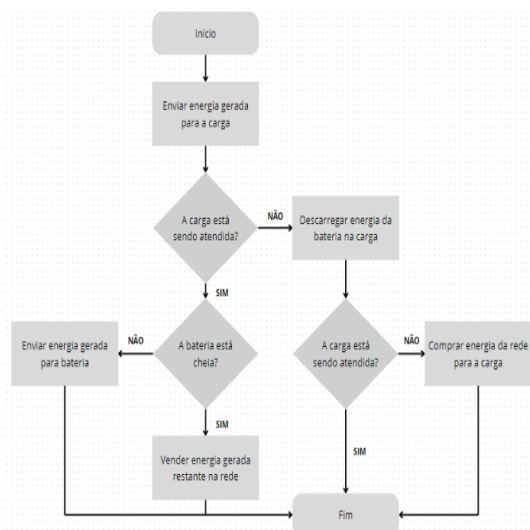 Inicio
Enviar energia gerada
para a carga
A carga está
sendo atendida?
NÃO
Descarregar energia da
bateria na carga
SIM
Enviar energia gerada
para bateria
NÃO
A bateria está
cheia?
A carga está
sendo atendida?
NÃO
Comprar energia da rede
para a carga
SIM
Vender energia gerada
restante na rede
SIM
Fim